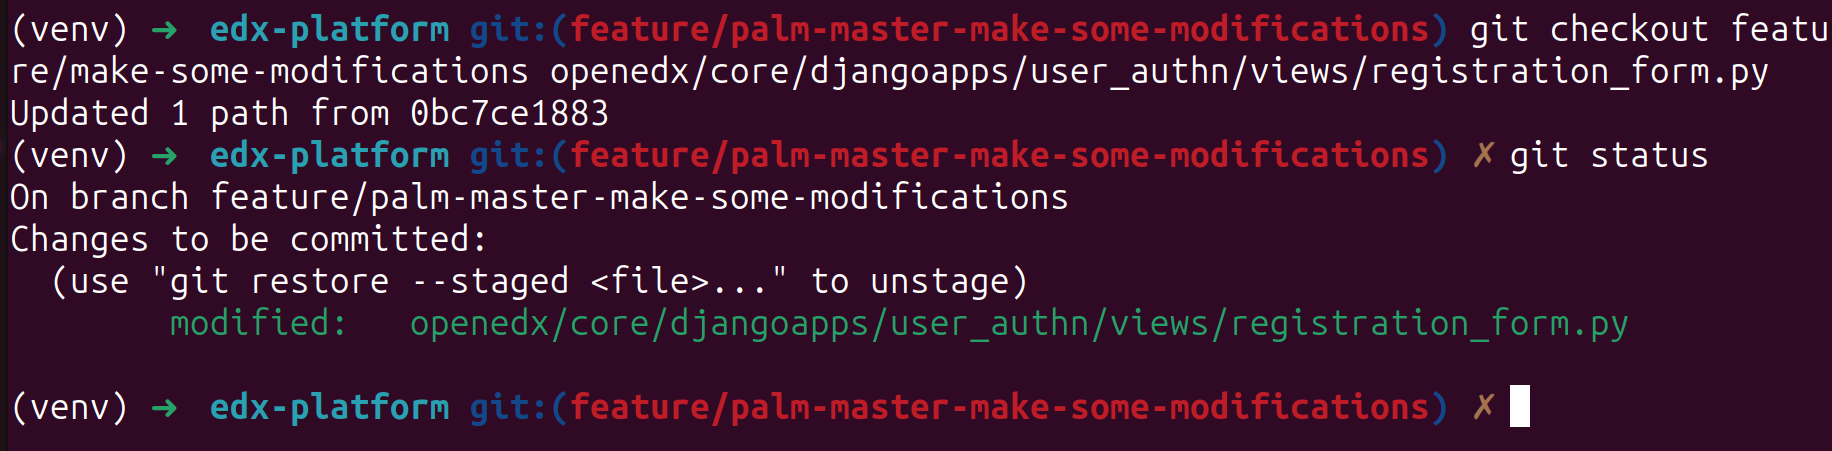 (venv) ➜  edx-platform git:(feature/palm-master-make-some-modifications) git checkout featu
re/make-some-modifications openedx/core/djangoapps/user_authn/views/registration_form.py
Updated 1 path from 0bc7ce1883
(venv) ➜  edx-platform git:(feature/palm-master-make-some-modifications) ✗ git status
On branch feature/palm-master-make-some-modifications
Changes to be committed:
  (use "git restore --staged <file>..." to unstage)
        modified:   openedx/core/djangoapps/user_authn/views/registration_form.py
(venv) ➜  edx-platform git:(feature/palm-master-make-some-modifications) ✗